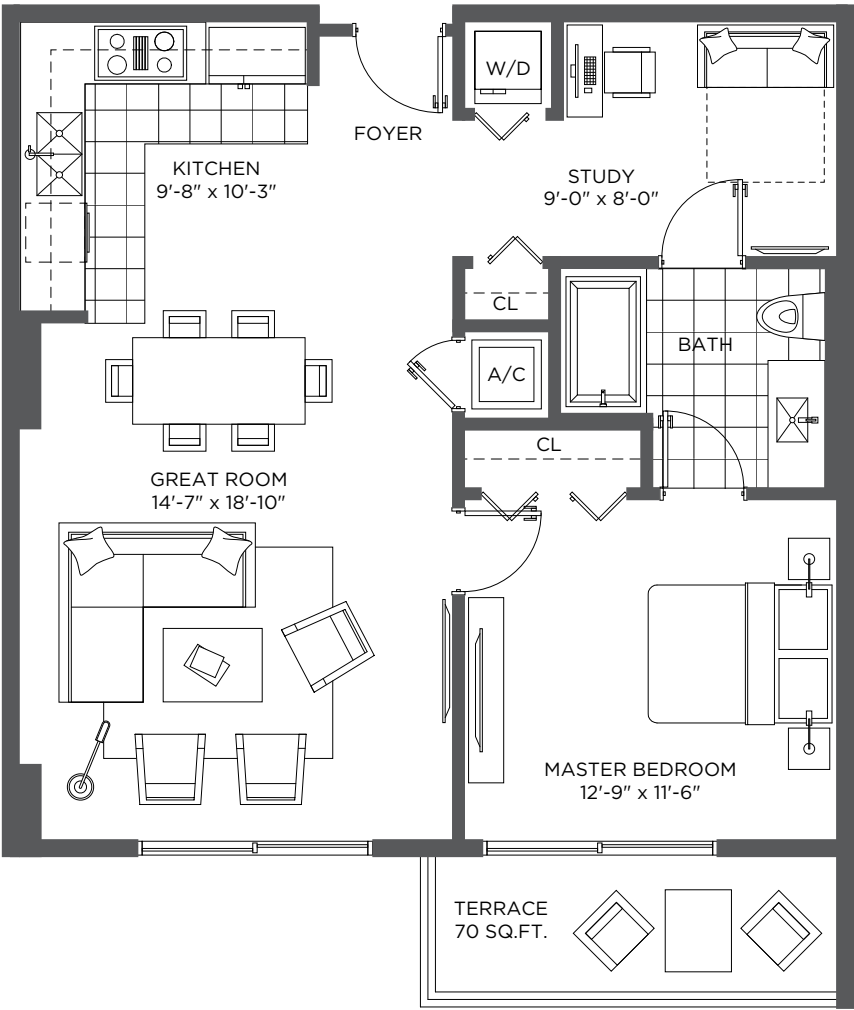 W/D
FOYER
KITCHEN
9'-8" x 10'-3"
STUDY
9'-0" x 8'-0"
CL
BATH
A/C
CL
GREAT ROOM
14'-7" x 18'-10"
MASTER BEDROOM
12'-9" x 11'-6"
TERRACE
70 SQ.FT.